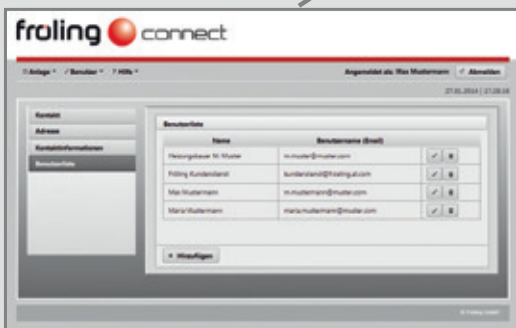 froling connect
Anlage Benutzer ? Hilfe
Angemeldet als: Max Mustermann Abmelden
27.01.2014 | 17:28:16
Kontakt
Adresse
Kontaktinformationen
Benutzerliste
Benutzerliste
Name Benutzername (Email)
Heizungsbauer M. Muster m.muster@muster.com
Fröling Kundendienst kundendienst@froeling.at.com
Max Mustermann m.mustermann@muster.com
Maria Mustermann maria.mustermann@muster.com
+ Hinzufügen
© Fröling GmbH